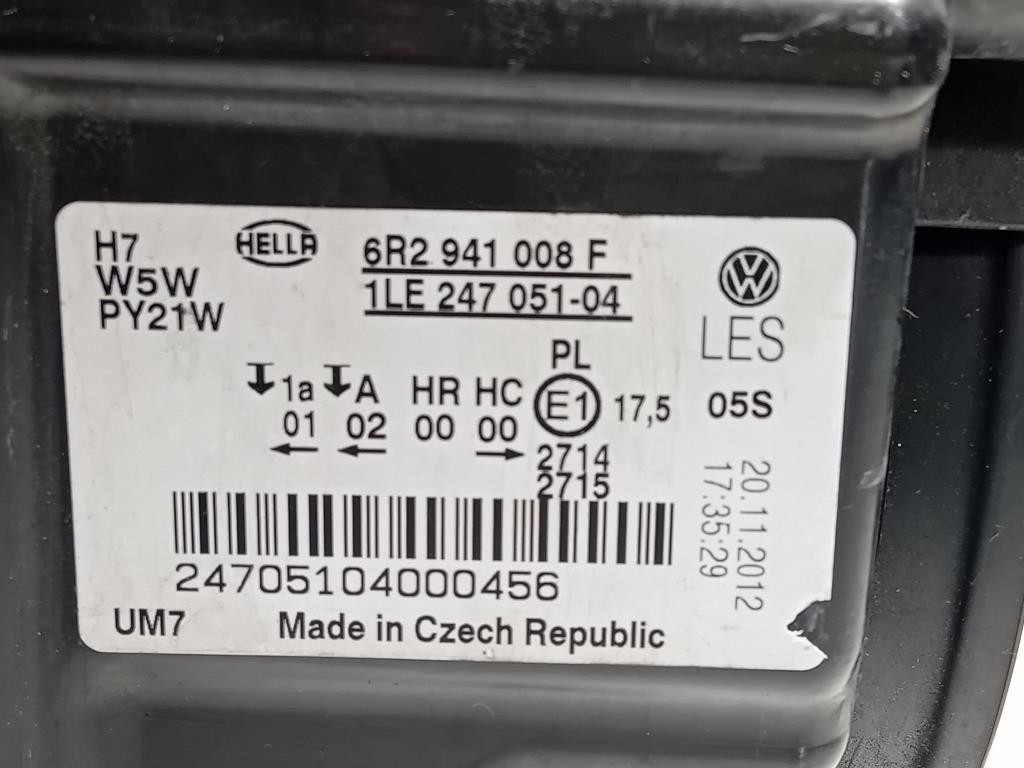 H7
W5W
PY21W
HELLA
6R2 941 008 F
1LE 247 051-04
VW
LES
PL
1a A HR HC E1 17,5 05S
01 02 00 00
2714
2715
20.11.2012
17:35:29
24705104000456
UM7 Made in Czech Republic